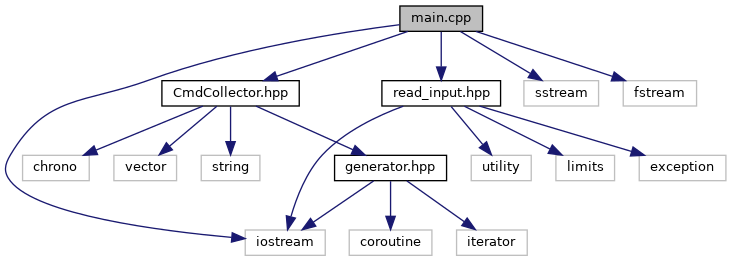 main.cpp
CmdCollector.hpp
read_input.hpp
sstream
fstream
chrono
vector
string
generator.hpp
utility
limits
exception
iostream
coroutine
iterator